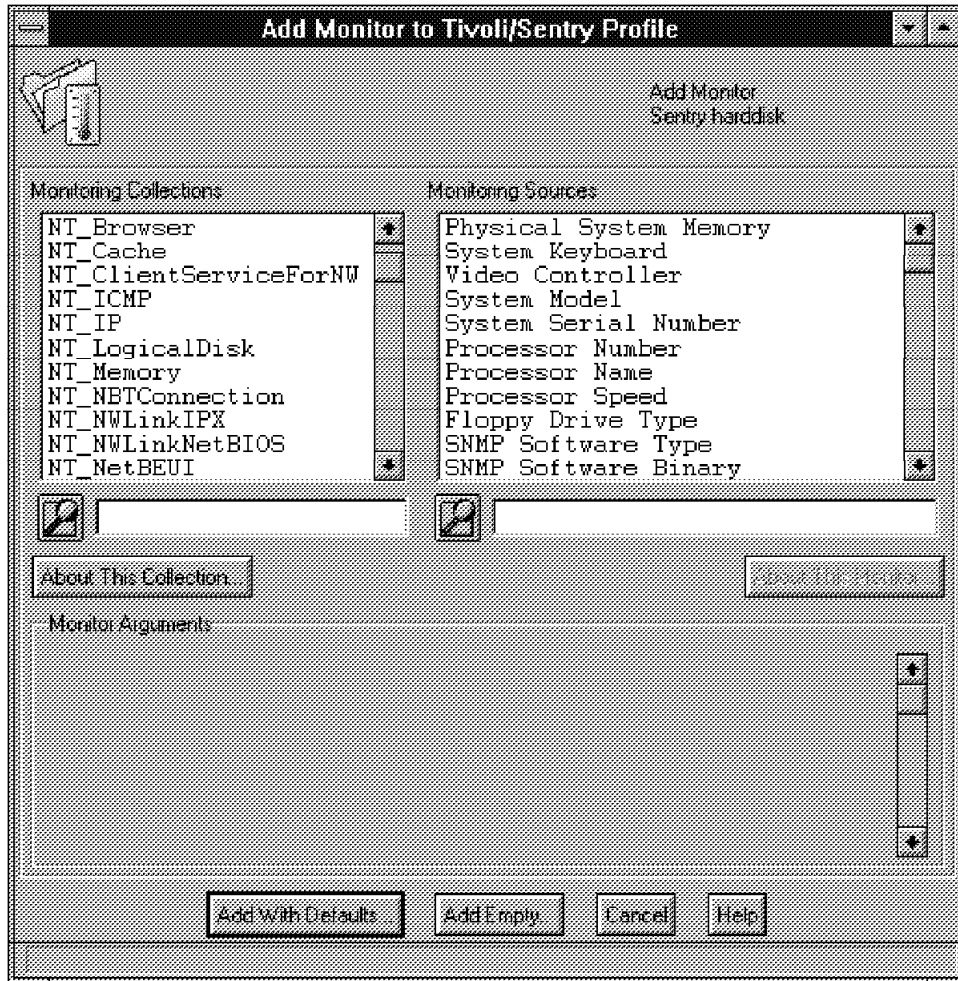 Add Monitor to Tivoli/Sentry Profile
Add Monitor
Sentry harddisk
Monitoring Collections
NT_Browser
NT_Cache
NT_ClientServiceForNW
NT_ICMP
NT_IP
NT_LogicalDisk
NT_Memory
NT_NBTConnection
NT_NWLinkIPX
NT_NWLinkNetBIOS
NT_NetBEUI
Monitoring Sources
Physical System Memory
System Keyboard
Video Controller
System Model
System Serial Number
Processor Number
Processor Name
Processor Speed
Floppy Drive Type
SNMP Software Type
SNMP Software Binary
About This Collection...
About This Monitor...
Monitor Arguments
Add With Defaults...
Add Empty...
Cancel
Help